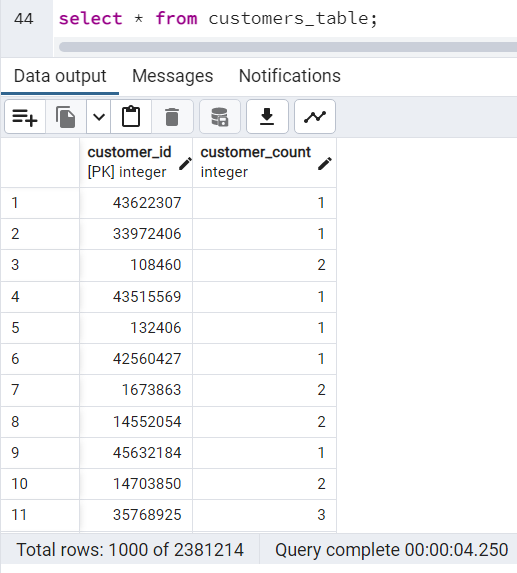 44 select * from customers_table;
Data output Messages Notifications
customer_id customer_count
[PK] integer integer
1 43622307 1
2 33972406 1
3 108460 2
4 43515569 1
5 132406 1
6 42560427 1
7 1673863 2
8 14552054 2
9 45632184 1
10 14703850 2
11 35768925 3
Total rows: 1000 of 2381214 Query complete 00:00:04.250